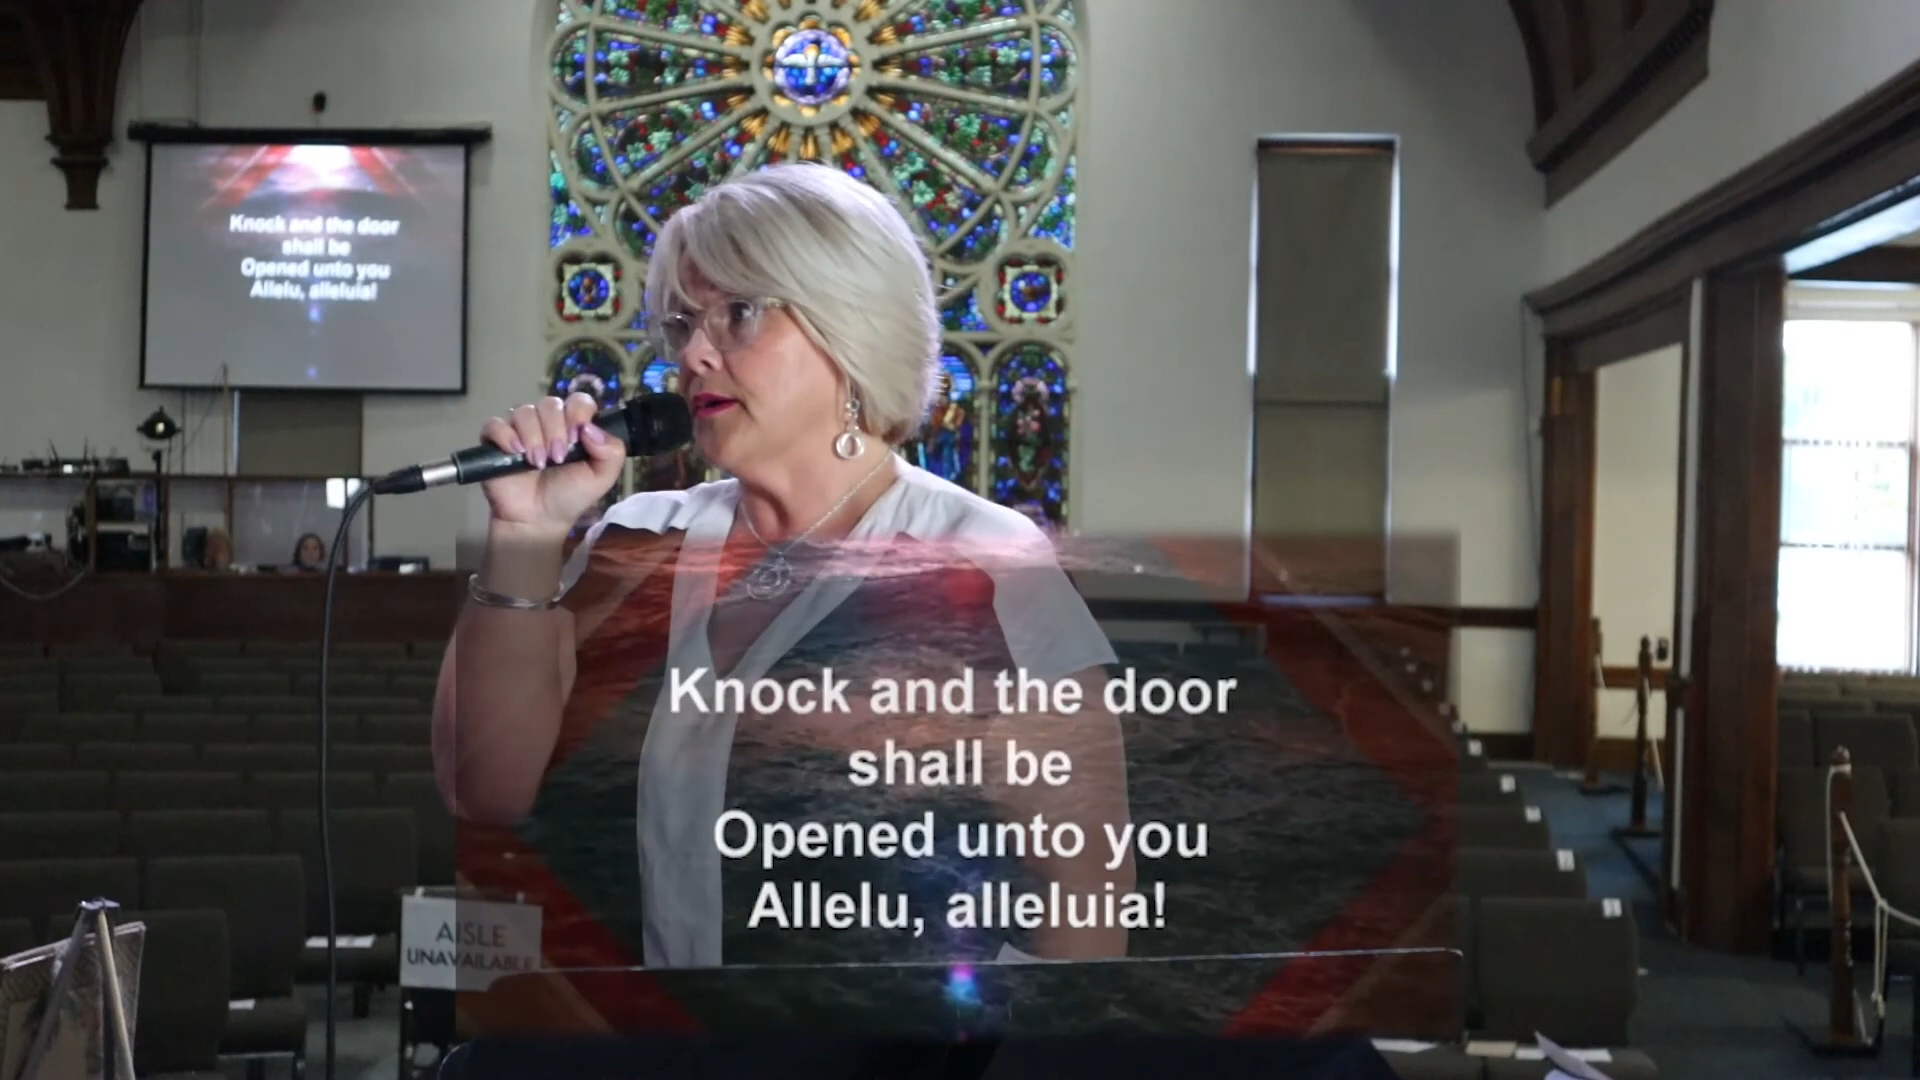 Knock and the door
shall be
Opened unto you
Allelu, alleluia!
AISLE
UNAVAILABLE
Knock and the door
shall be
Opened unto you
Allelu, alleluia!